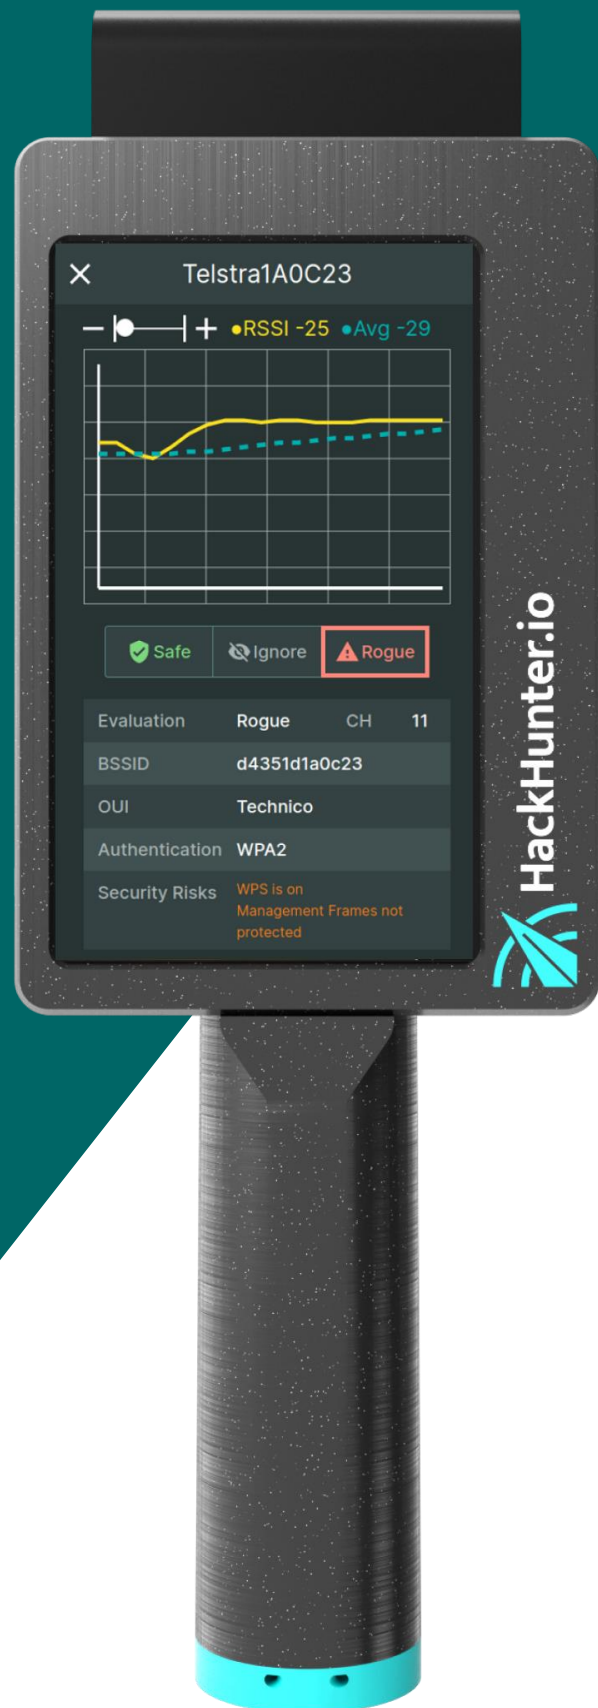 Telstra1A0C23
RSSI -25 Avg -29
Safe Ignore Rogue
Evaluation Rogue CH 11
BSSID d4351d1a0c23
OUI Technico
Authentication WPA2
Security Risks WPS is on
Management Frames not
protected
HackHunter.io